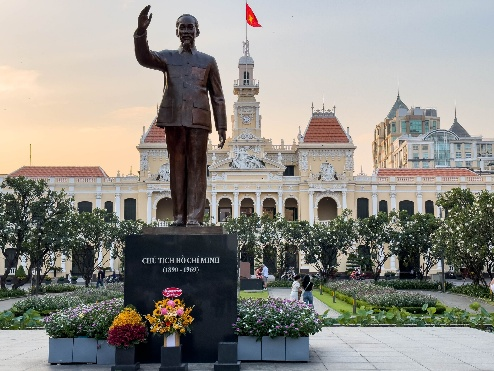 CHỦ TỊCH HỒ CHÍ MINH
(1890 - 1969)